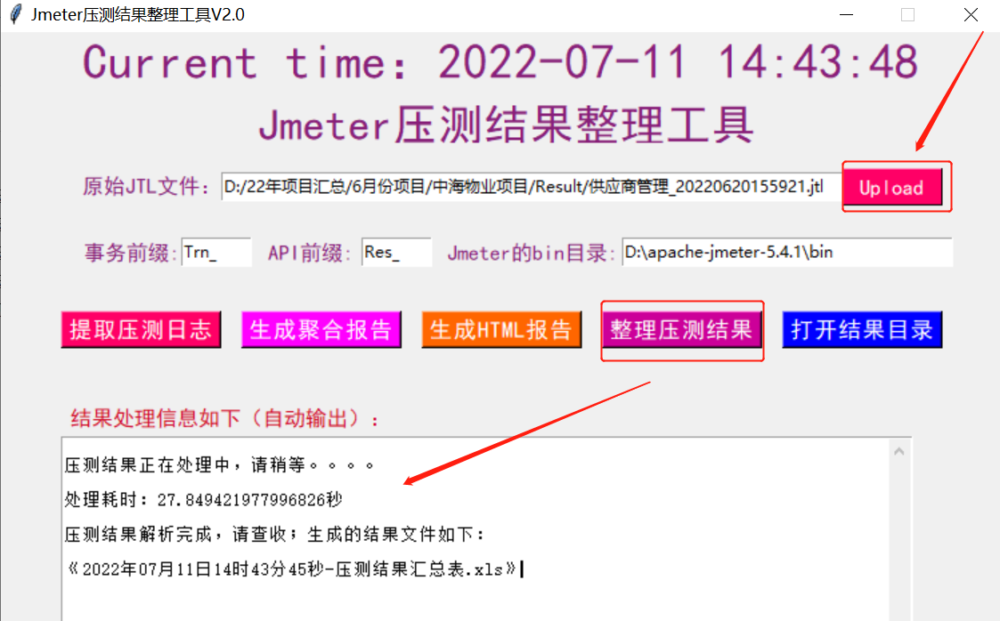 Jmeter压测结果整理工具V2.0
Current time: 2022-07-11 14:43:48
Jmeter压测结果整理工具
原始JTL文件: D:/22年项目汇总/6月份项目/中海物业项目/Result/供应商管理_20220620155921.jtl Upload
事务前缀: Trn_ API前缀: Res_ Jmeter的bin目录: D:\apache-jmeter-5.4.1\bin
提取压测日志 生成聚合报告 生成HTML报告 整理压测结果 打开结果目录
结果处理信息如下（自动输出）:
压测结果正在处理中，请稍等。。。。
处理耗时: 27.849421977996826秒
压测结果解析完成，请查收；生成的结果文件如下:
《2022年07月11日14时43分45秒-压测结果汇总表.xls》